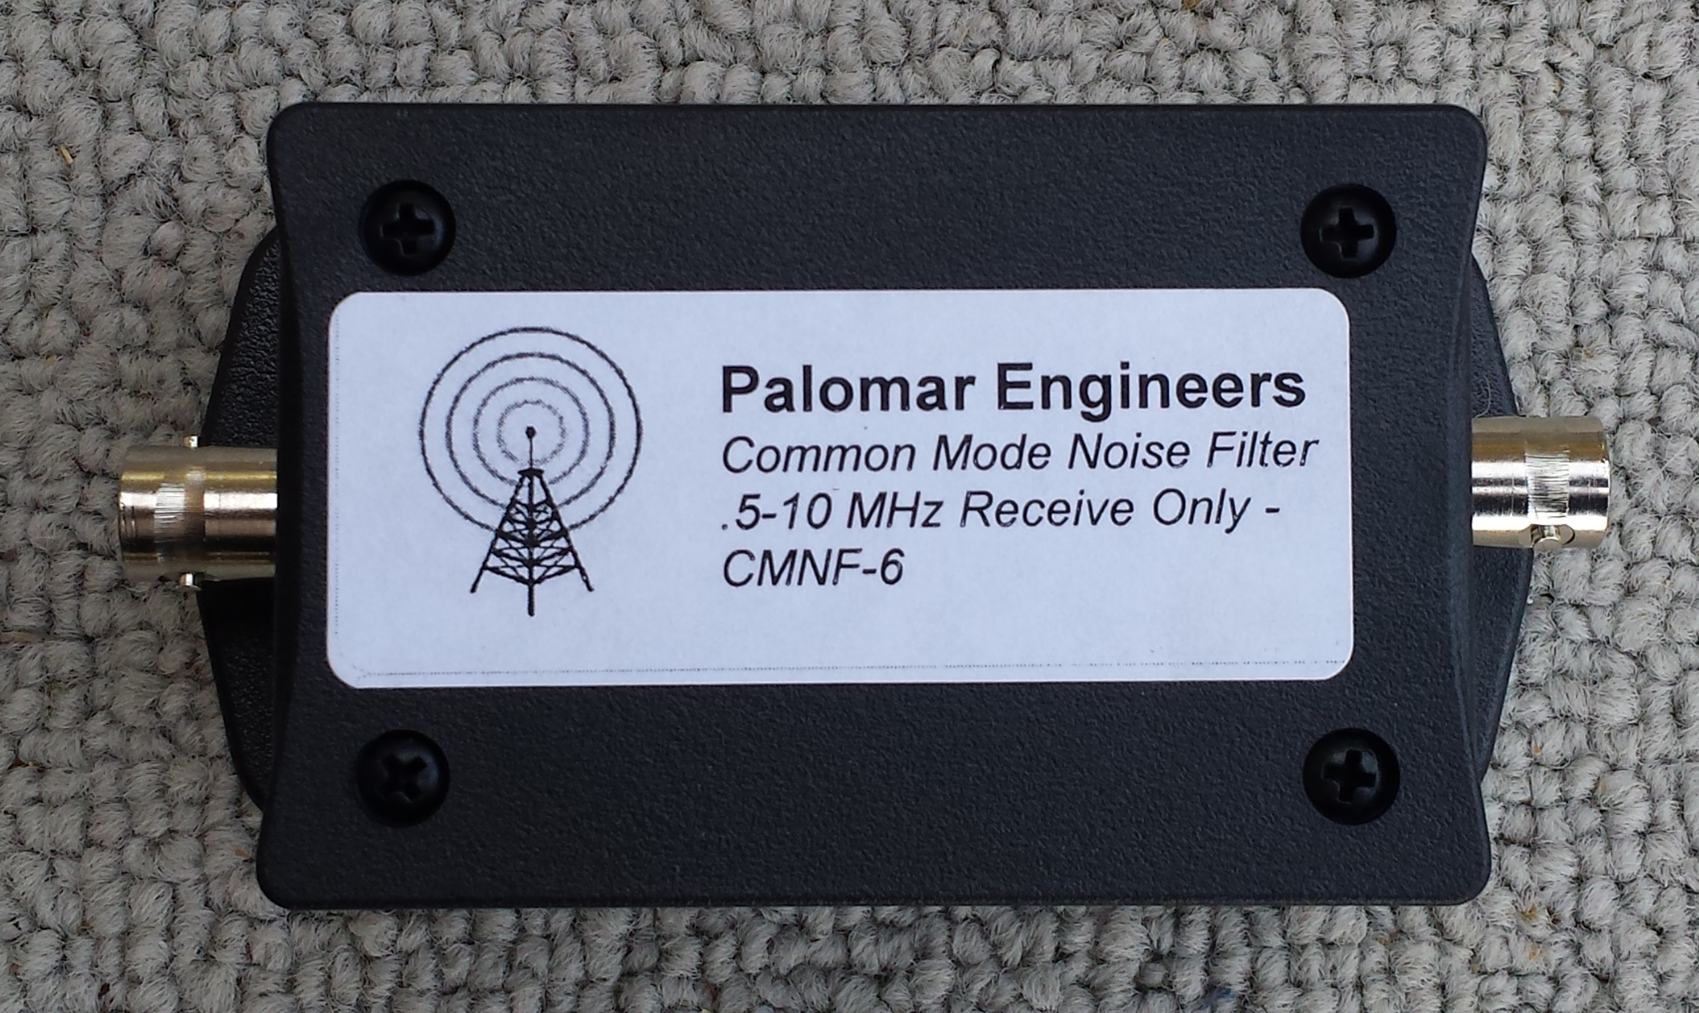 Palomar Engineers
Common Mode Noise Filter
.5-10 MHz Receive Only -
CMNF-6